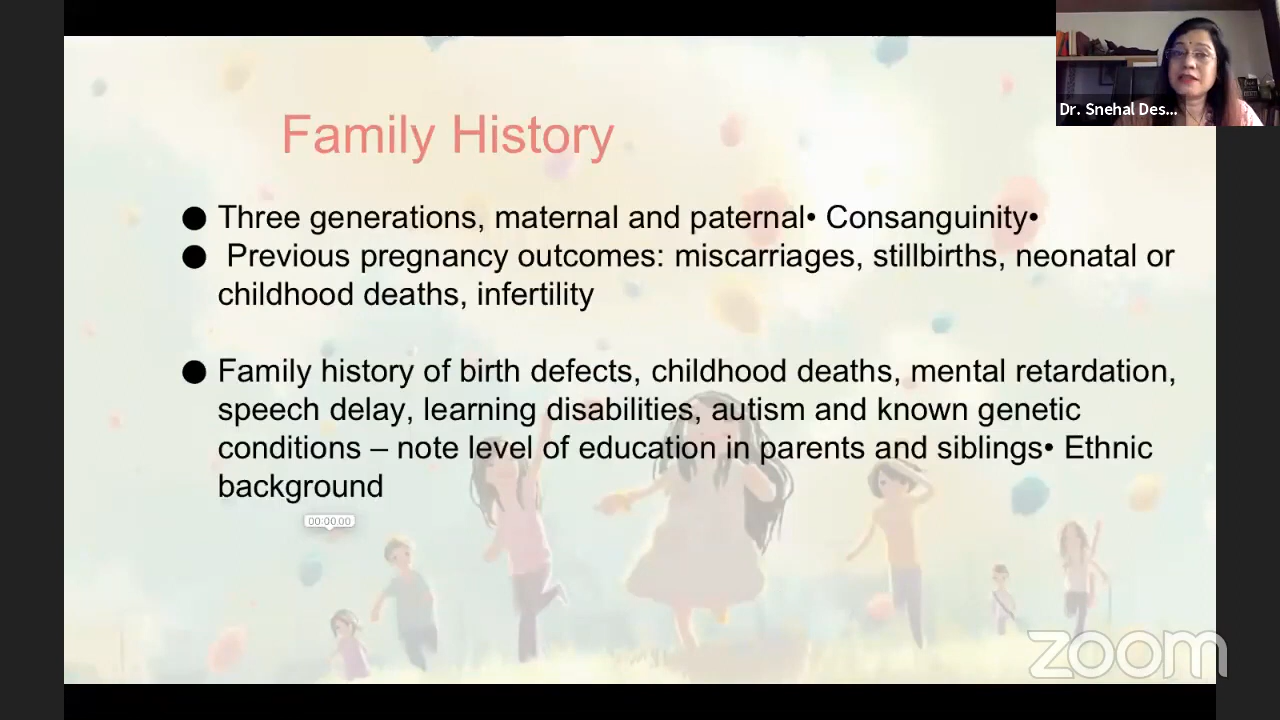 Dr. Snehal Des...
Family History
● Three generations, maternal and paternal• Consanguinity•
● Previous pregnancy outcomes: miscarriages, stillbirths, neonatal or
childhood deaths, infertility
● Family history of birth defects, childhood deaths, mental retardation,
speech delay, learning disabilities, autism and known genetic
conditions – note level of education in parents and siblings• Ethnic
background
00:00.00
zoom